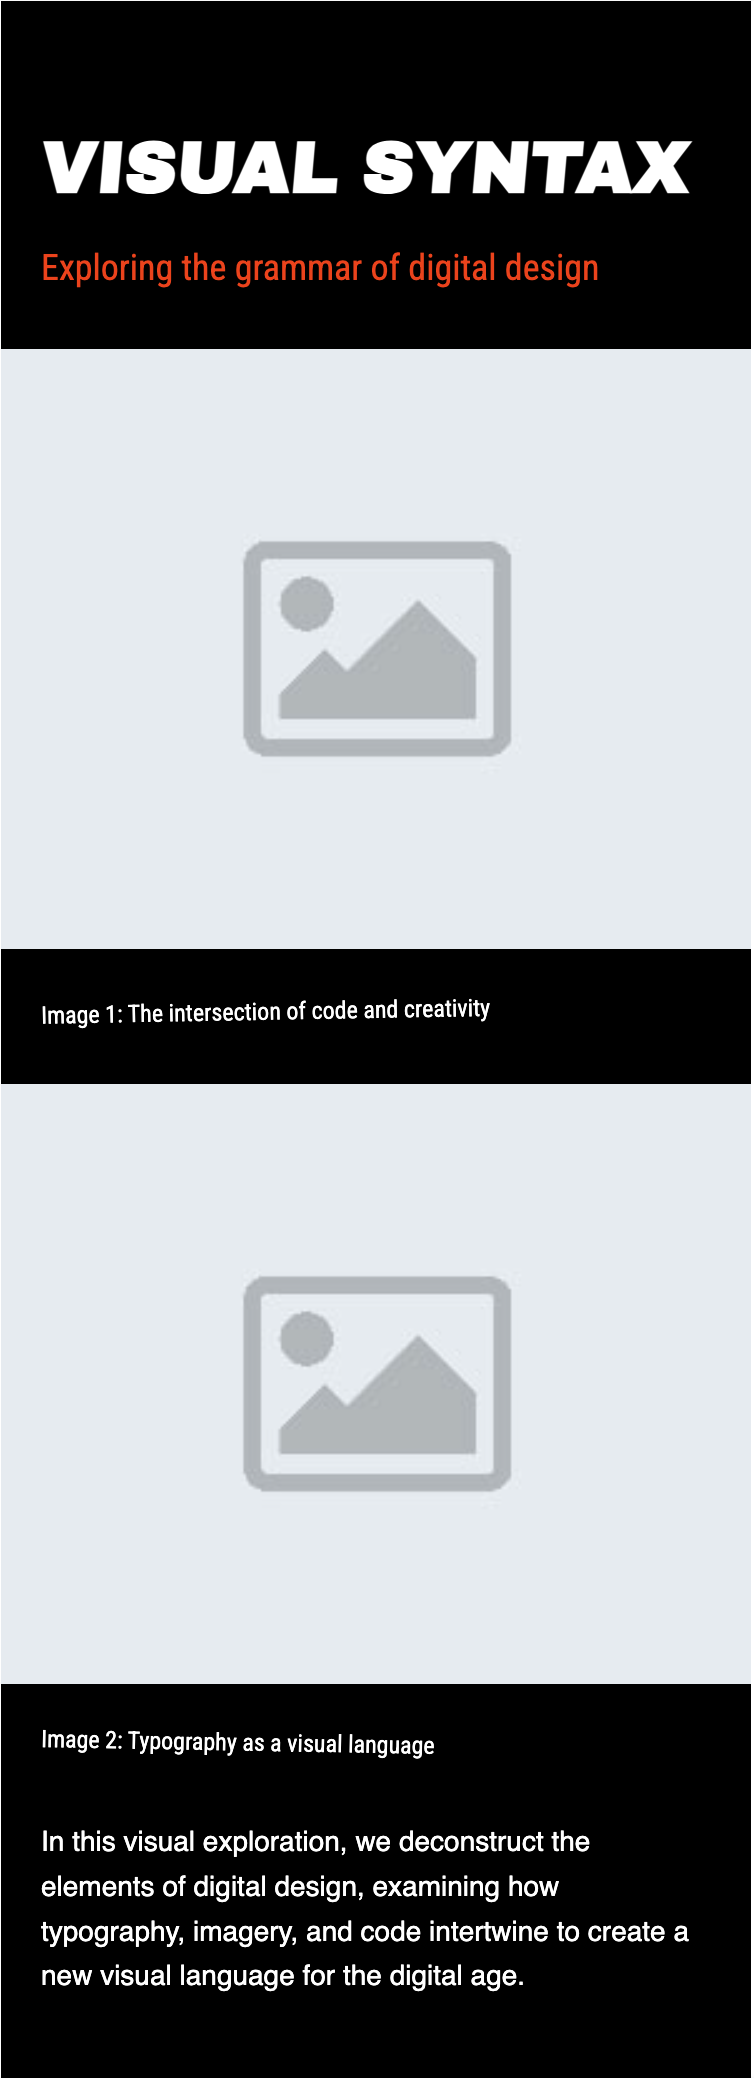 VISUAL SYNTAX
Exploring the grammar of digital design
Image 1: The intersection of code and creativity
Image 2: Typography as a visual language
In this visual exploration, we deconstruct the
elements of digital design, examining how
typography, imagery, and code intertwine to create a
new visual language for the digital age.